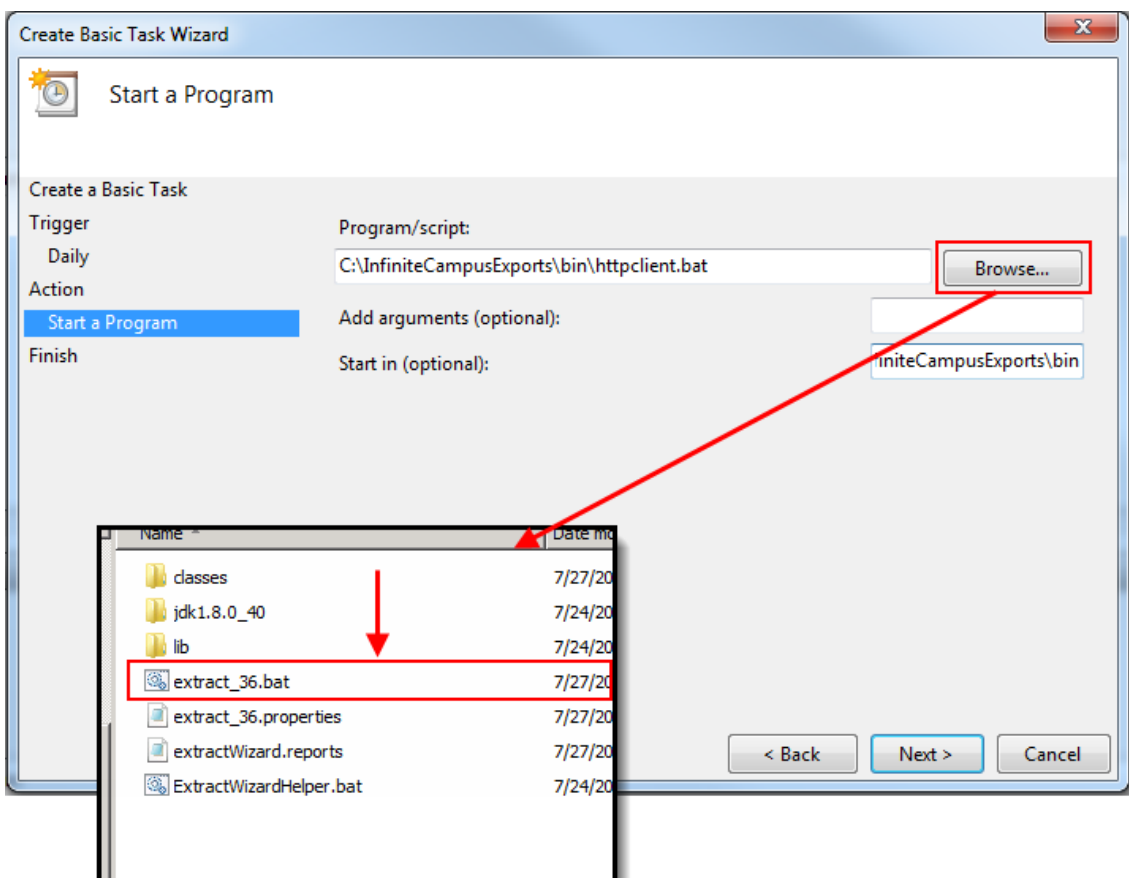 Create Basic Task Wizard
Start a Program
Create a Basic Task
Trigger
Daily
Action
Start a Program
Finish
Program/script:
C:\InfiniteCampusExports\bin\httpclient.bat
Browse...
Add arguments (optional):
Start in (optional):
initeCampusExports\bin
Name
Date mo
classes 7/27/20
jdk1.8.0_40 7/24/20
lib 7/24/20
extract_36.bat 7/27/20
extract_36.properties 7/27/20
extractWizard.reports 7/27/20
ExtractWizardHelper.bat 7/24/20
< Back
Next >
Cancel